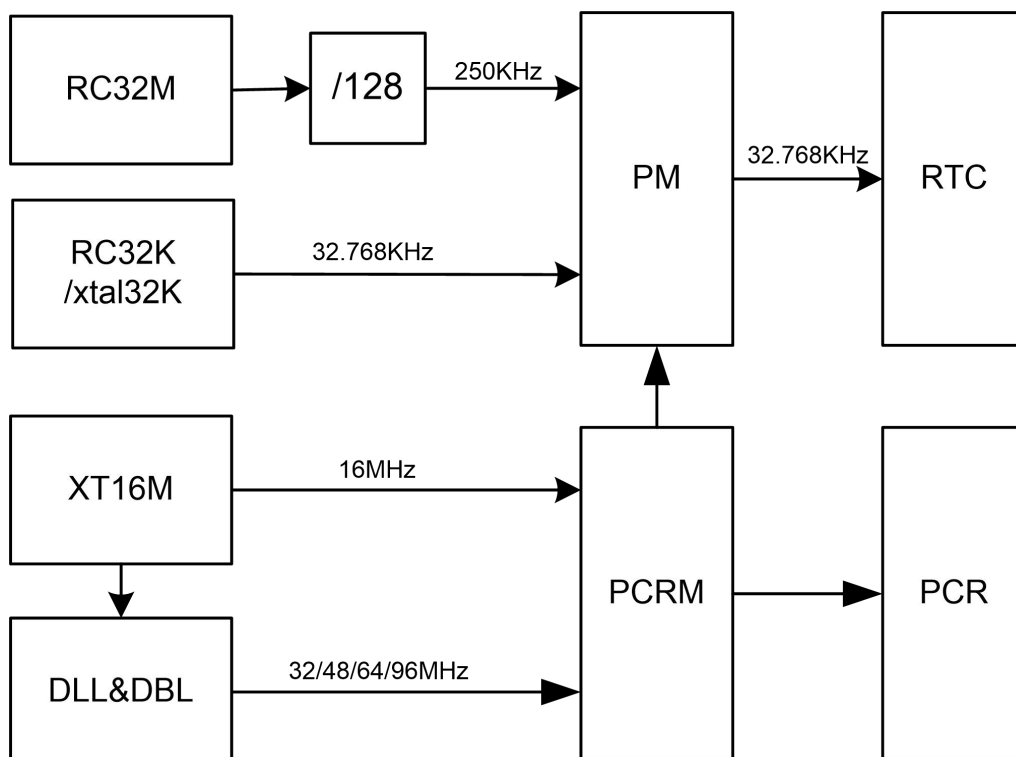 RC32M
/128
250KHz
PM
32.768KHz
RTC
RC32K
/xtal32K
32.768KHz
XT16M
16MHz
PCRM
PCR
DLL&DBL
32/48/64/96MHz